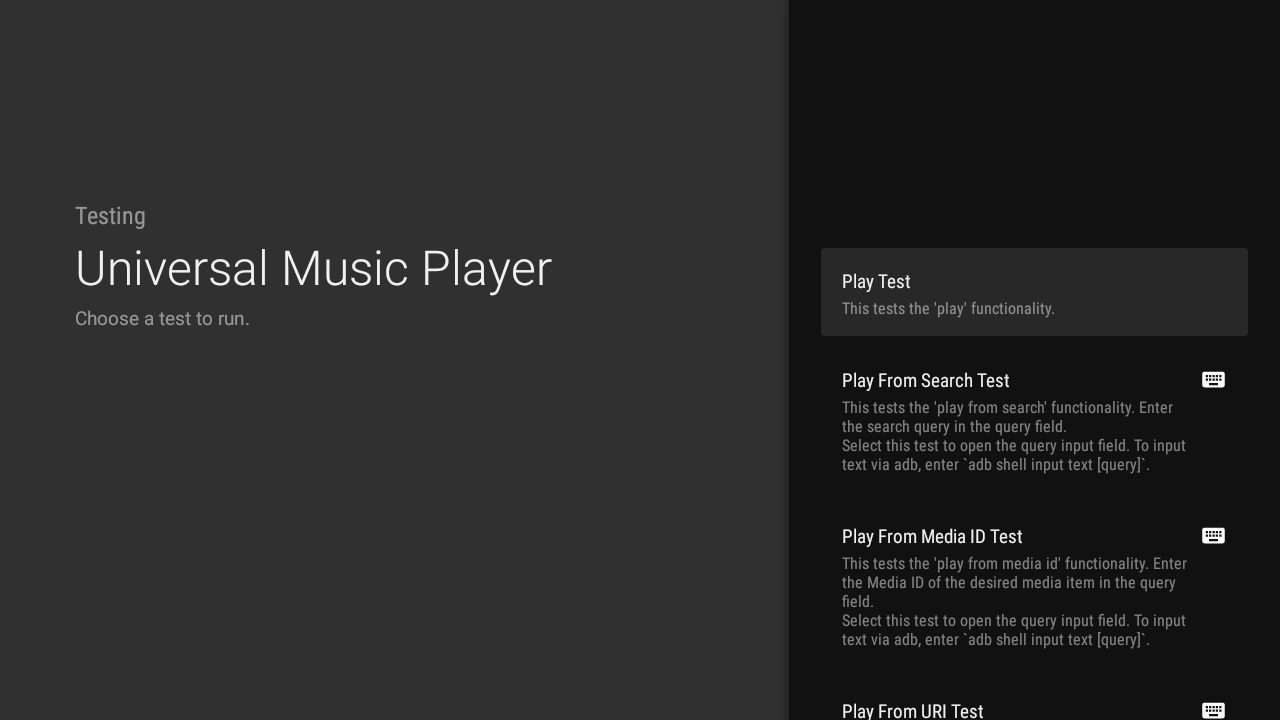 Testing
Universal Music Player
Choose a test to run.
Play Test
This tests the 'play' functionality.
Play From Search Test
This tests the 'play from search' functionality. Enter
the search query in the query field.
Select this test to open the query input field. To input
text via adb, enter `adb shell input text [query]`.
Play From Media ID Test
This tests the 'play from media id' functionality. Enter
the Media ID of the desired media item in the query
field.
Select this test to open the query input field. To input
text via adb, enter `adb shell input text [query]`.
Play From URI Test